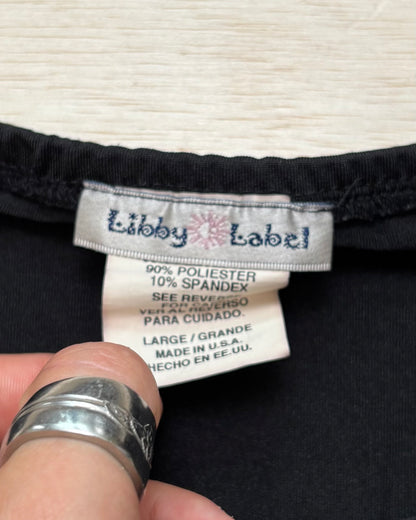 Libby Label
90% POLIESTER
10% SPANDEX
SEE REVERSE
FOR CARE
VER AL REVERSO
PARA CUIDADO.
LARGE / GRANDE
MADE IN U.S.A.
HECHO EN EE.UU.